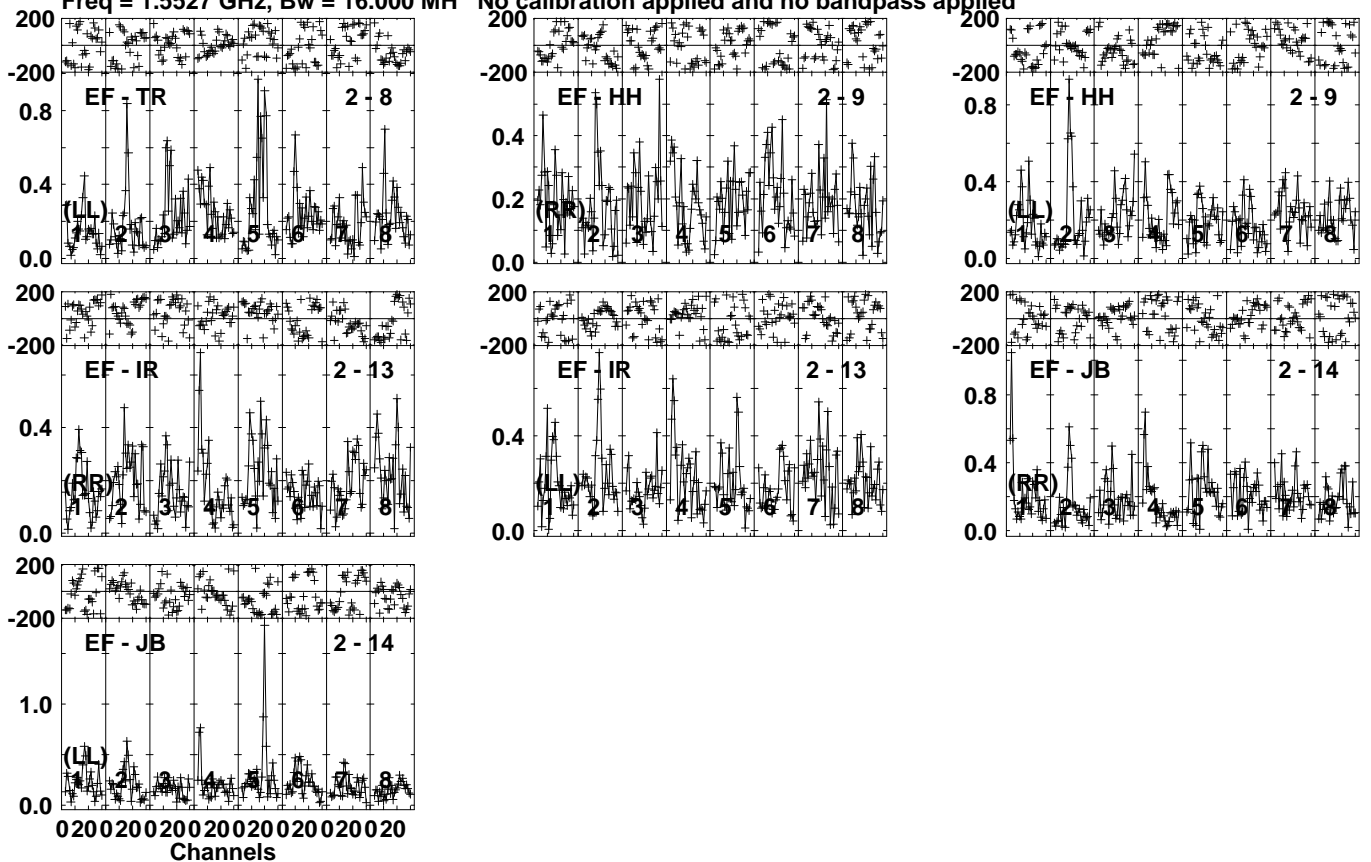 Freq = 1.5527 GHz, Bw = 16.000 MH No calibration applied and no bandpass applied
200 200 200
-200 -200 -200
EF - TR 2 - 8 EF - HH 2 - 9 EF - HH 2 - 9
0.8 0.4 0.8
0.4 0.2 0.4
(LL) (RR) (LL)
1 2 3 4 5 6 7 8 1 2 3 4 5 6 7 8 1 2 3 4 5 6 7 8
0.0 0.0 0.0
200 200 200
-200 -200 -200
EF - IR 2 - 13 EF - IR 2 - 13 EF - JB 2 - 14
0.8
0.4 0.4 0.4
(RR) (LL) (RR)
1 2 3 4 5 6 7 8 1 2 3 4 5 6 7 8 1 2 3 4 5 6 7 8
0.0 0.0 0.0
200
-200
EF - JB 2 - 14
1.0
(LL)
1 2 3 4 5 6 7 8
0.0
0 20 0 20 0 20 0 20 0 20 0 20 0 20 0 20
Channels